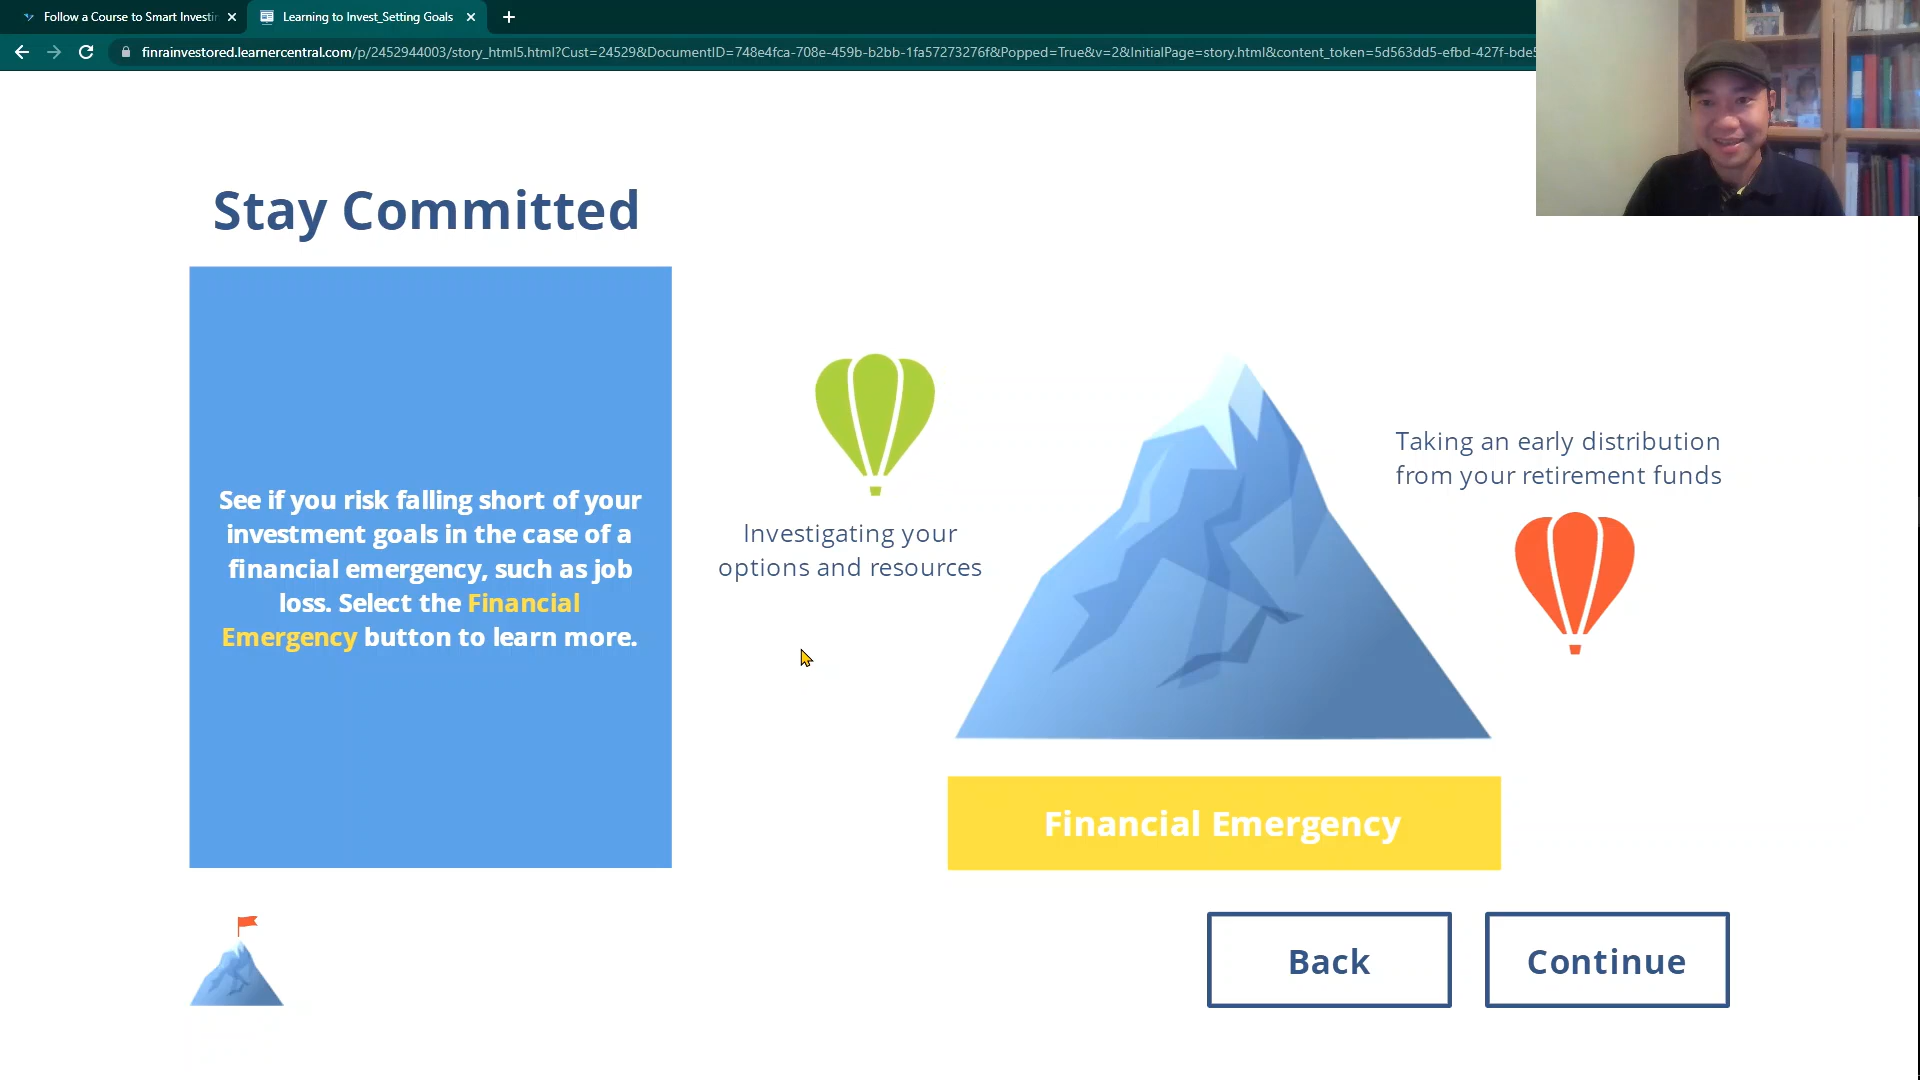 Follow a Course to Smart Investin
Learning to Invest_Setting Goals
finrainvestored.learnercentral.com/p/2452944003/story_html5.html?Cust=24529&DocumentID=748e4fca-708e-459b-b2bb-1fa57273276f&Popped=True&v=2&InitialPage=story.html&content_token=5d563dd5-efbd-427f-bde5
Stay Committed
See if you risk falling short of your
investment goals in the case of a
financial emergency, such as job
loss. Select the Financial
Emergency button to learn more.
Investigating your
options and resources
Taking an early distribution
from your retirement funds
Financial Emergency
Back
Continue